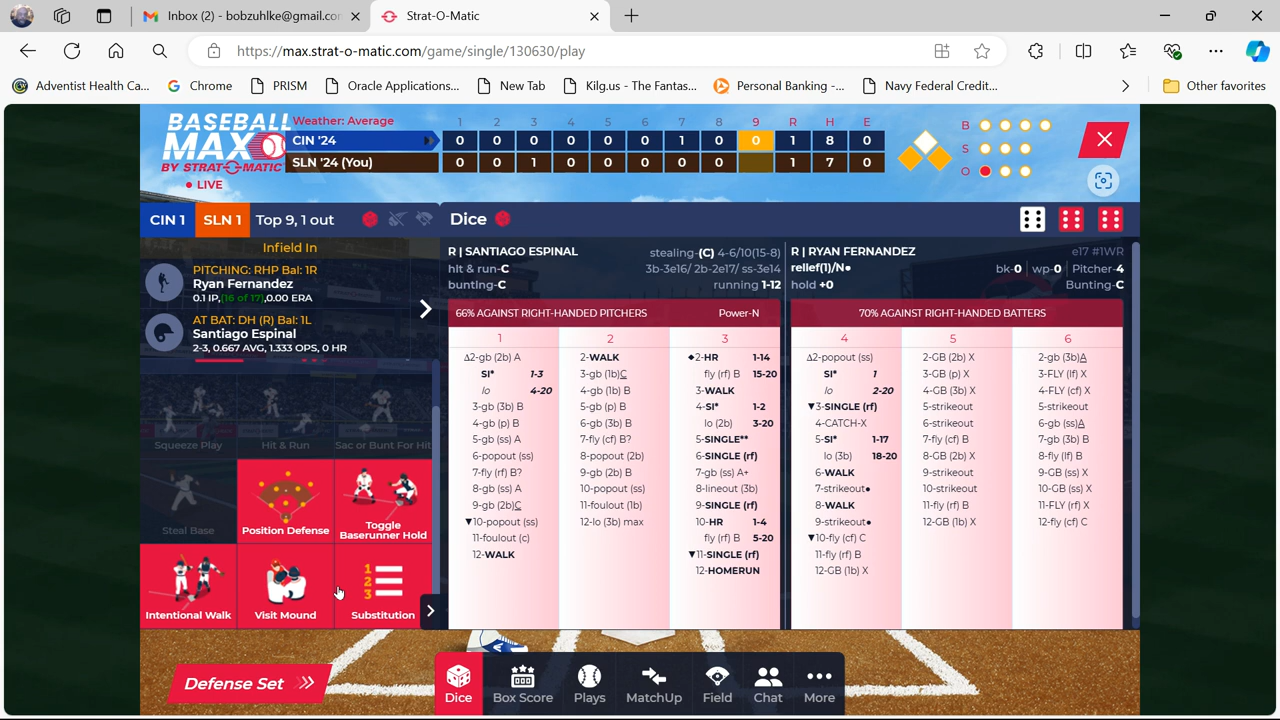 Inbox (2) - bobzuhlke@gmail.co
Strat-O-Matic
https://max.strat-o-matic.com/game/single/130630/play
Adventist Health Ca...
Chrome
PRISM
Oracle Applications...
New Tab
Kilg.us - The Fantas...
Personal Banking -...
Navy Federal Credit...
Other favorites
BASEBALL
MAX
BY STRAT-O-MATIC
LIVE
Weather: Average 1 2 3 4 5 6 7 8 9 R H E
CIN '24 0 0 0 0 0 0 1 0 0 1 8 0
SLN '24 (You) 0 0 1 0 0 0 0 0 1 7 0
B
S
O
CIN 1 SLN 1 Top 9, 1 out
Infield In
PITCHING: RHP Bal: 1R
Ryan Fernandez
0.1 IP,(16 of 17),0.00 ERA
AT BAT: DH (R) Bal: 1L
Santiago Espinal
2-3, 0.667 AVG, 1.333 OPS, 0 HR
Squeeze Play
Hit & Run
Sac or Bunt For Hit
Steal Base
Position Defense
Toggle
Baserunner Hold
Intentional Walk
Visit Mound
Substitution
Defense Set
Dice
R | SANTIAGO ESPINAL
stealing-(C) 4-6/10(15-8)
hit & run-C
3b-3e16/ 2b-2e17/ ss-3e14
bunting-C
running 1-12
66% AGAINST RIGHT-HANDED PITCHERS Power-N
1
Δ2-gb (2b) A
SI* 1-3
lo 4-20
3-gb (3b) B
4-gb (p) B
5-gb (ss) A
6-popout (ss)
7-fly (rf) B?
8-gb (ss) A
9-gb (2b)C
▼10-popout (ss)
11-foulout (c)
12-WALK
2
2-WALK
3-gb (1b)C
4-gb (1b) B
5-gb (p) B
6-gb (3b) B
7-fly (cf) B?
8-popout (2b)
9-gb (2b) B
10-popout (ss)
11-foulout (1b)
12-lo (3b) max
3
◆2-HR 1-14
fly (rf) B 15-20
3-WALK
4-SI* 1-2
lo (2b) 3-20
5-SINGLE**
6-SINGLE (rf)
7-gb (ss) A+
8-lineout (3b)
9-SINGLE (rf)
10-HR 1-4
fly (rf) B 5-20
▼11-SINGLE (rf)
12-HOMERUN
R | RYAN FERNANDEZ
e17 #1WR
relief(1)/N●
bk-0 wp-0 Pitcher-4
hold +0
Bunting-C
70% AGAINST RIGHT-HANDED BATTERS
4
Δ2-popout (ss)
SI* 1
lo 2-20
▼3-SINGLE (rf)
4-CATCH-X
5-SI* 1-17
lo (3b) 18-20
6-WALK
7-strikeout●
8-WALK
9-strikeout●
▼10-fly (cf) C
11-fly (rf) B
12-GB (1b) X
5
2-GB (2b) X
3-GB (p) X
4-GB (3b) X
5-strikeout
6-strikeout
7-fly (cf) B
8-GB (2b) X
9-strikeout
10-strikeout
11-fly (rf) B
12-GB (1b) X
6
2-gb (3b)A
3-FLY (lf) X
4-FLY (cf) X
5-strikeout
6-gb (ss)A
7-gb (3b) B
8-fly (lf) B
9-GB (ss) X
10-GB (ss) X
11-FLY (rf) X
12-fly (cf) C
Dice
Box Score
Plays
MatchUp
Field
Chat
More